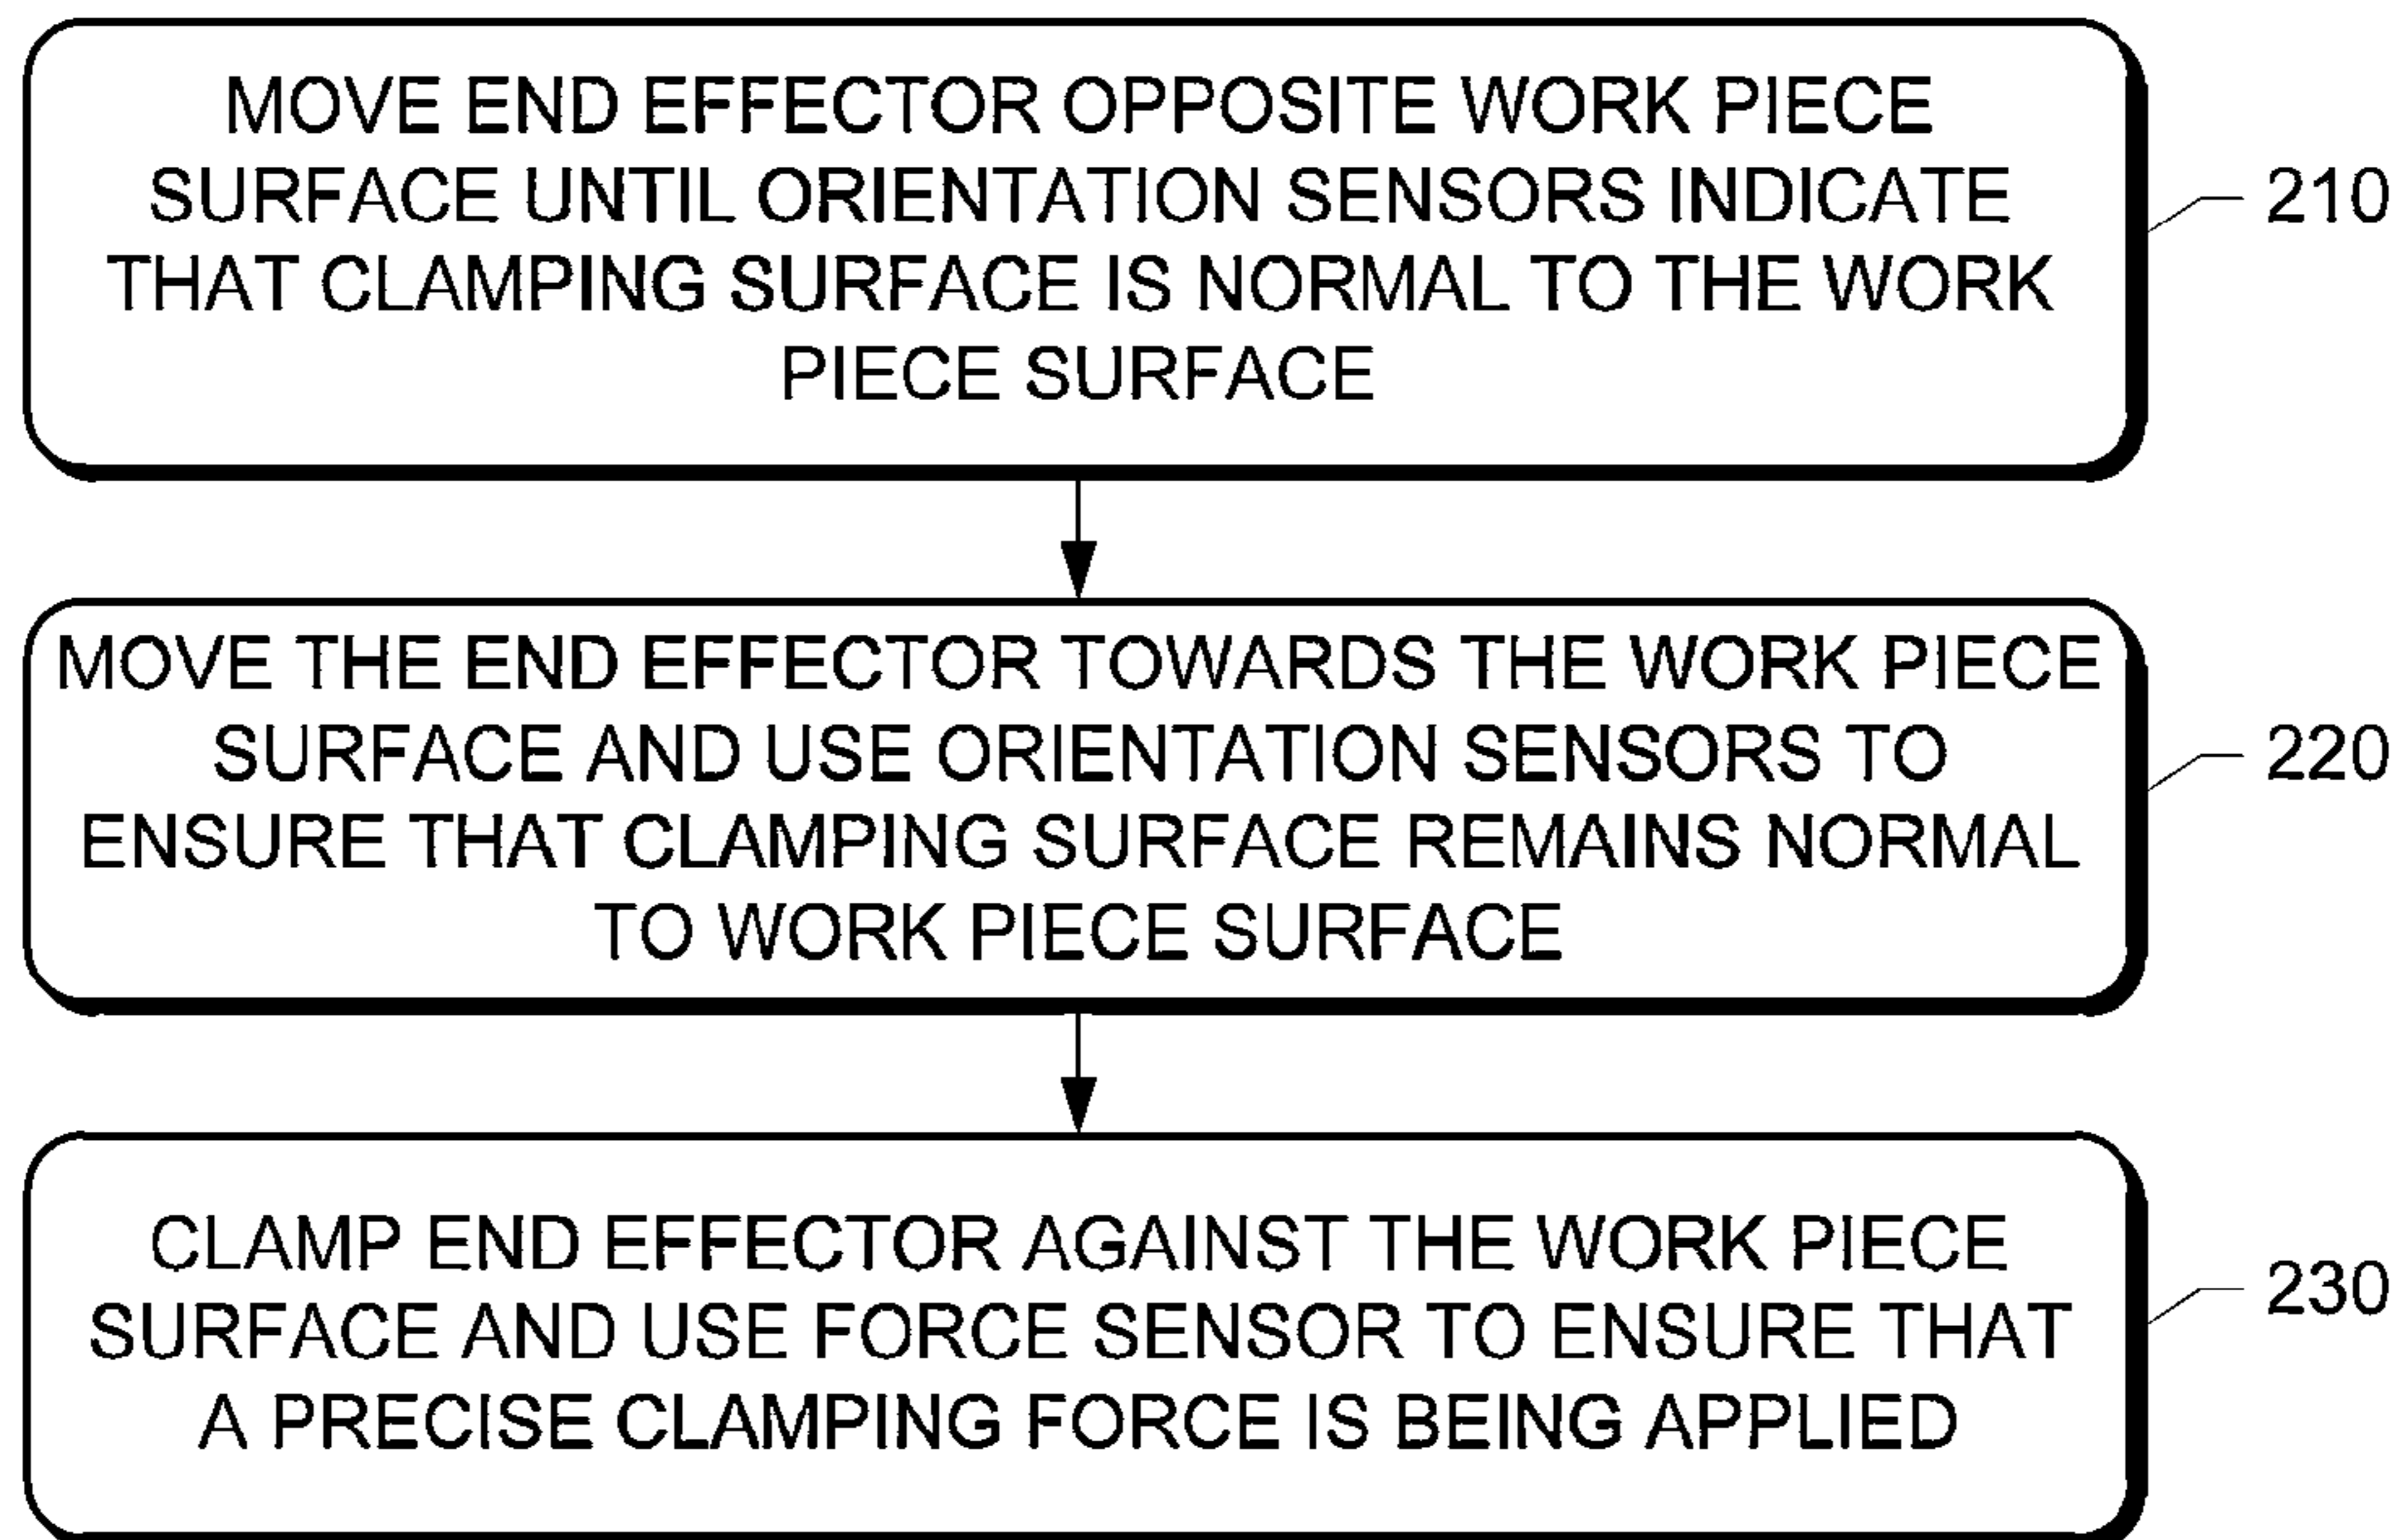 MOVE END EFFECTOR OPPOSITE WORK PIECE
SURFACE UNTIL ORIENTATION SENSORS INDICATE
THAT CLAMPING SURFACE IS NORMAL TO THE WORK
PIECE SURFACE
210
MOVE THE END EFFECTOR TOWARDS THE WORK PIECE
SURFACE AND USE ORIENTATION SENSORS TO
ENSURE THAT CLAMPING SURFACE REMAINS NORMAL
TO WORK PIECE SURFACE
220
CLAMP END EFFECTOR AGAINST THE WORK PIECE
SURFACE AND USE FORCE SENSOR TO ENSURE THAT
A PRECISE CLAMPING FORCE IS BEING APPLIED
230